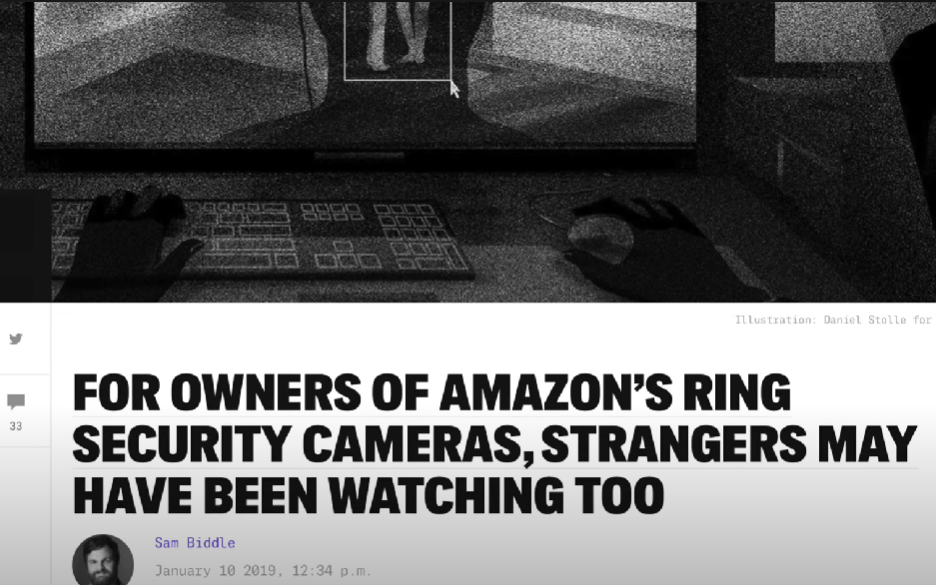 Illustration: Daniel Stolle for
33
FOR OWNERS OF AMAZON'S RING
SECURITY CAMERAS, STRANGERS MAY
HAVE BEEN WATCHING TOO
Sam Biddle
January 10 2019, 12:34 p.m.